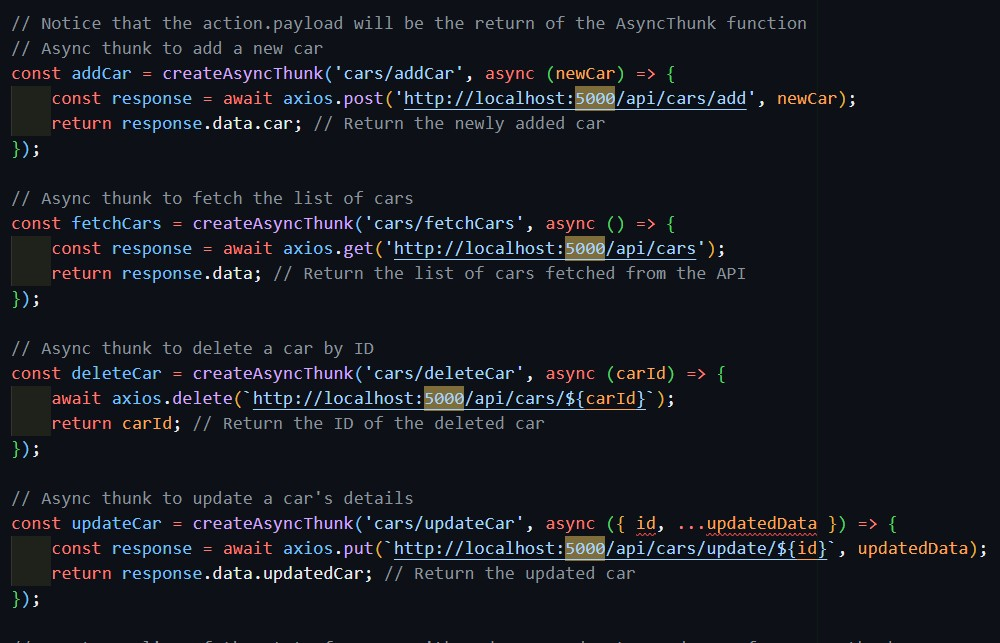 // Notice that the action.payload will be the return of the AsyncThunk function
// Async thunk to add a new car
const addCar = createAsyncThunk('cars/addCar', async (newCar) => {
    const response = await axios.post('http://localhost:5000/api/cars/add', newCar);
    return response.data.car; // Return the newly added car
});

// Async thunk to fetch the list of cars
const fetchCars = createAsyncThunk('cars/fetchCars', async () => {
    const response = await axios.get('http://localhost:5000/api/cars');
    return response.data; // Return the list of cars fetched from the API
});

// Async thunk to delete a car by ID
const deleteCar = createAsyncThunk('cars/deleteCar', async (carId) => {
    await axios.delete(`http://localhost:5000/api/cars/${carId}`);
    return carId; // Return the ID of the deleted car
});

// Async thunk to update a car's details
const updateCar = createAsyncThunk('cars/updateCar', async ({ id, ...updatedData }) => {
    const response = await axios.put(`http://localhost:5000/api/cars/update/${id}`, updatedData);
    return response.data.updatedCar; // Return the updated car
});